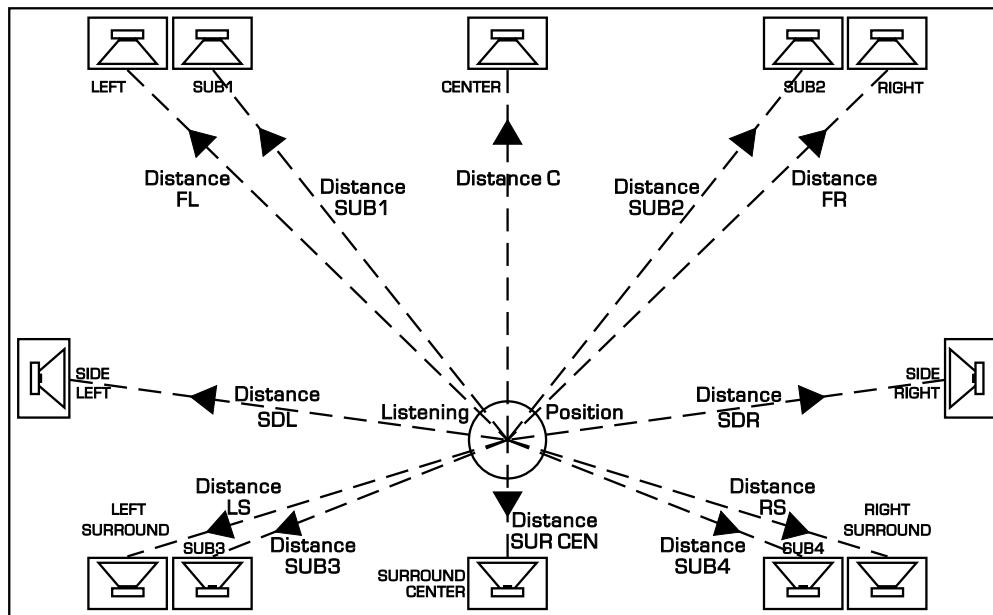 LEFT
SUB1
CENTER
SUB2
RIGHT
Distance
FL
Distance
SUB1
Distance C
Distance
SUB2
Distance
FR
SIDE
LEFT
Distance
SDL
Listening Position
Distance
SDR
SIDE
RIGHT
LEFT
SURROUND
Distance
LS
SUB3
Distance
SUB3
Distance
SUR CEN
SURROUND
CENTER
Distance
RS
Distance
SUB4
SUB4
RIGHT
SURROUND